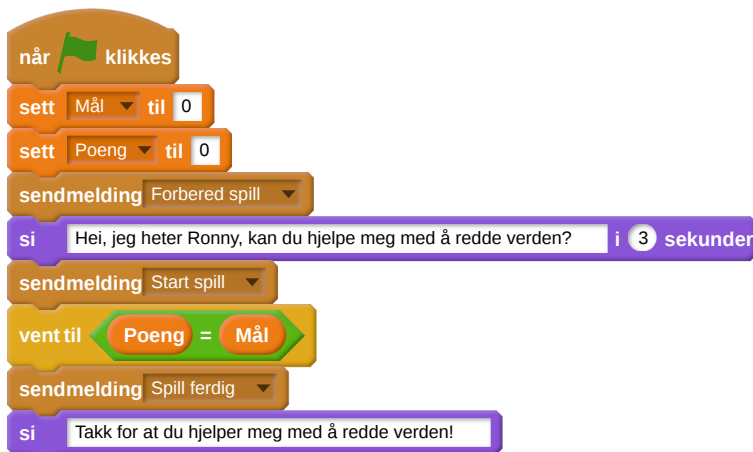 når klikkes
sett Mål til 0
sett Poeng til 0
sendmelding Forbered spill
si Hei, jeg heter Ronny, kan du hjelpe meg med å redde verden? i 3 sekunder
sendmelding Start spill
vent til Poeng = Mål
sendmelding Spill ferdig
si Takk for at du hjelper meg med å redde verden!